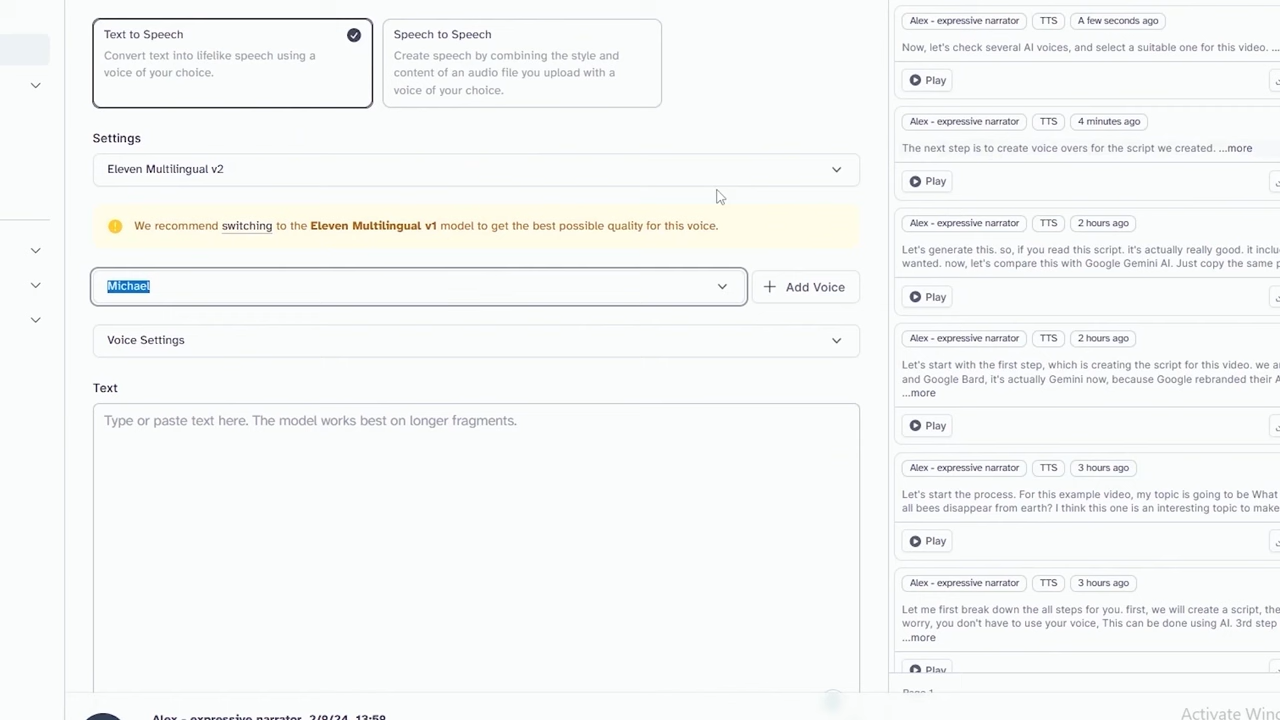 Text to Speech
Convert text into lifelike speech using a
voice of your choice.
Speech to Speech
Create speech by combining the style and
content of an audio file you upload with a
voice of your choice.
Settings
Eleven Multilingual v2
We recommend switching to the Eleven Multilingual v1 model to get the best possible quality for this voice.
Michael
Add Voice
Voice Settings
Text
Type or paste text here. The model works best on longer fragments.
Alex - expressive narrator 2/8/24, 13:59
Alex - expressive narrator TTS A few seconds ago
Now, let's check several AI voices, and select a suitable one for this video. ...
Play
Alex - expressive narrator TTS 4 minutes ago
The next step is to create voice overs for the script we created. ...more
Play
Alex - expressive narrator TTS 2 hours ago
Let's generate this. so, if you read this script. it's actually really good. it inclu
wanted. now, let's compare this with Google Gemini AI. Just copy the same p
Play
Alex - expressive narrator TTS 2 hours ago
Let's start with the first step, which is creating the script for this video. we ar
and Google Bard, it's actually Gemini now, because Google rebranded their A
...more
Play
Alex - expressive narrator TTS 3 hours ago
Let's start the process. For this example video, my topic is going to be What
all bees disappear from earth? I think this one is an interesting topic to make
Play
Alex - expressive narrator TTS 3 hours ago
Let me first break down the all steps for you. first, we will create a script, the
worry, you don't have to use your voice, This can be done using AI. 3rd step
...more
Play
Page 1
Activate Wind